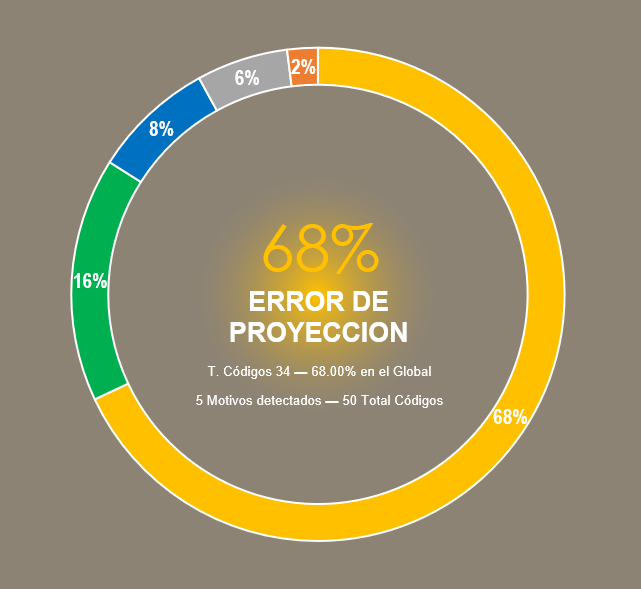 2%
6%
8%
16%
68%
ERROR DE
PROYECCION
T. Códigos 34 — 68.00% en el Global
5 Motivos detectados — 50 Total Códigos
68%